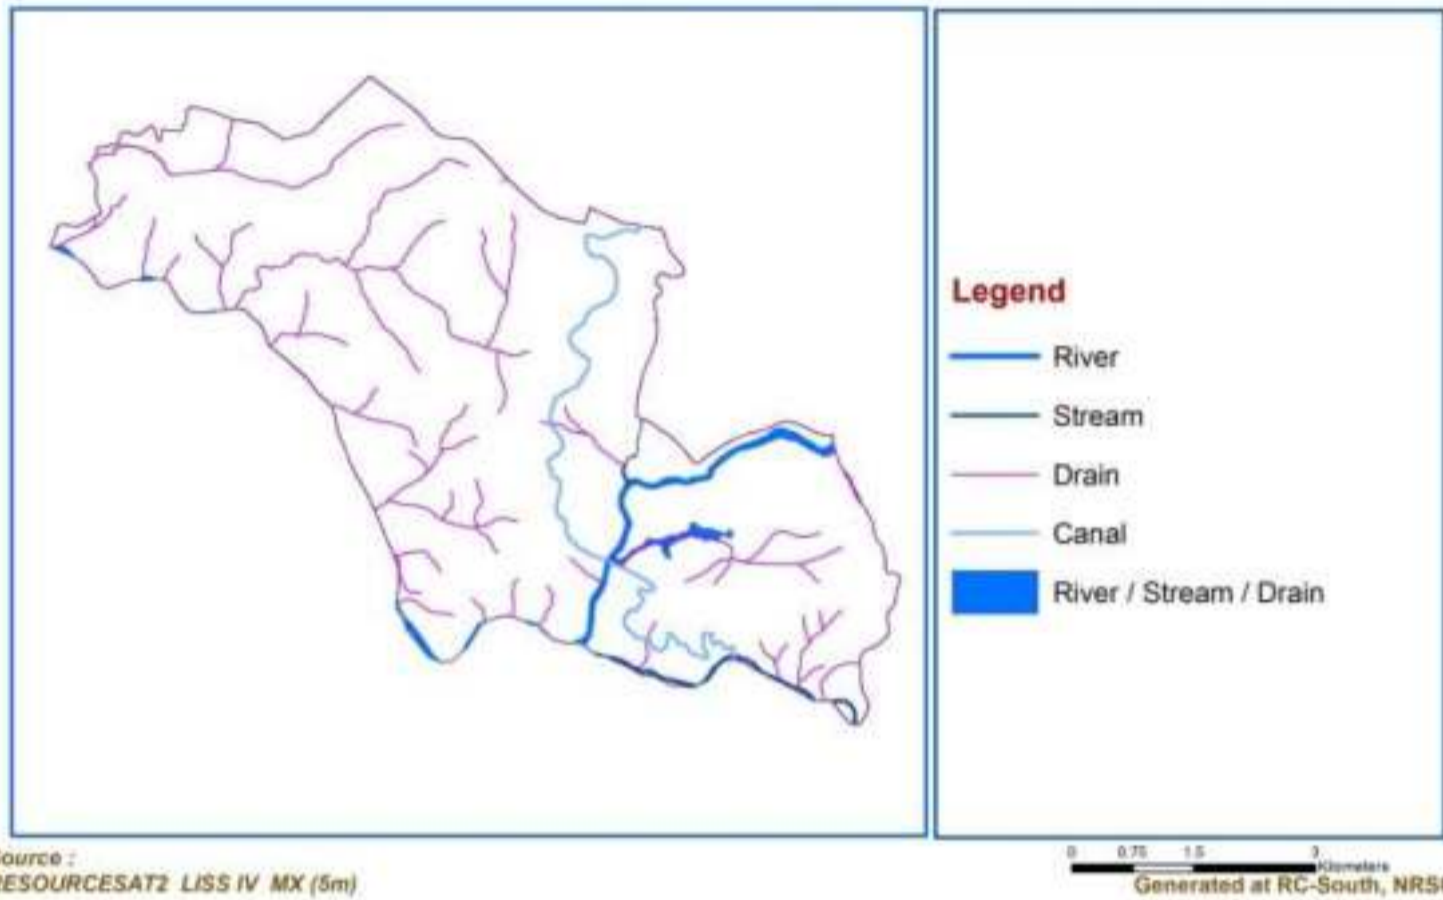 Legend
River
Stream
Drain
Canal
River / Stream / Drain
ource :
RESOURCESAT2 LISS IV MX (5m)
0 0.75 1.5 3
Kilometers
Generated at RC-South, NRS